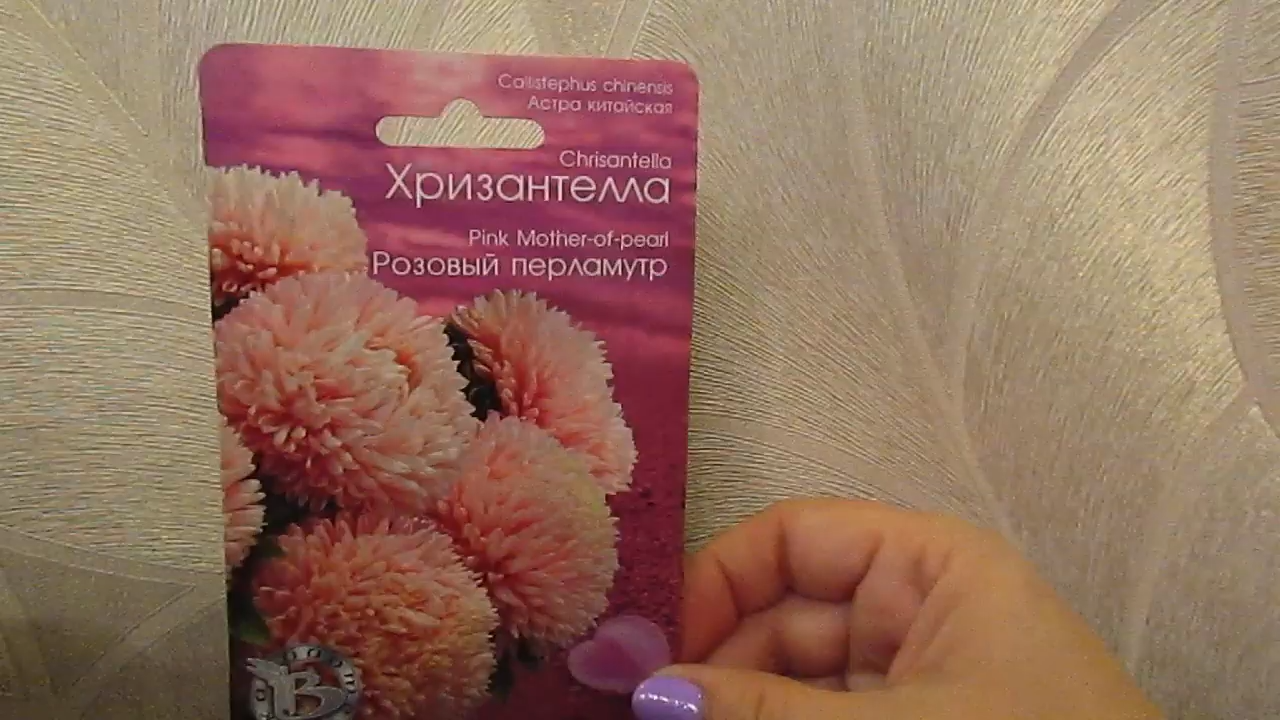 Callistephus chinensis
Астра китайская
Chrisantella
Хризантелла
Pink Mother-of-pearl
Розовый перламутр